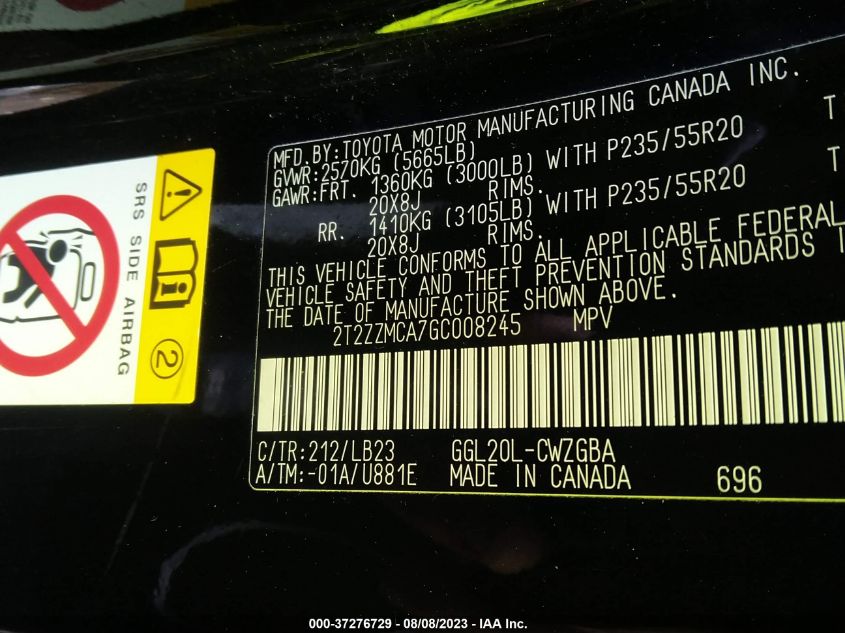 MFD.BY:TOYOTA MOTOR MANUFACTURING CANADA INC.
GVWR:2570KG (5665LB)
GAWR:FRT. 1360KG (3000LB) WITH P235/55R20 T
20X8J RIMS.
RR. 1410KG (3105LB) WITH P235/55R20 T
20X8J RIMS.
THIS VEHICLE CONFORMS TO ALL APPLICABLE FEDERAL
VEHICLE SAFETY AND THEFT PREVENTION STANDARDS I
THE DATE OF MANUFACTURE SHOWN ABOVE.
2T2ZZMCA7GC008245 MPV
C/TR:212/LB23 GGL20L-CWZGBA
A/TM:-01A/U881E MADE IN CANADA 696
SRS SIDE AIRBAG
2
000-37276729 - 08/08/2023 - IAA Inc.